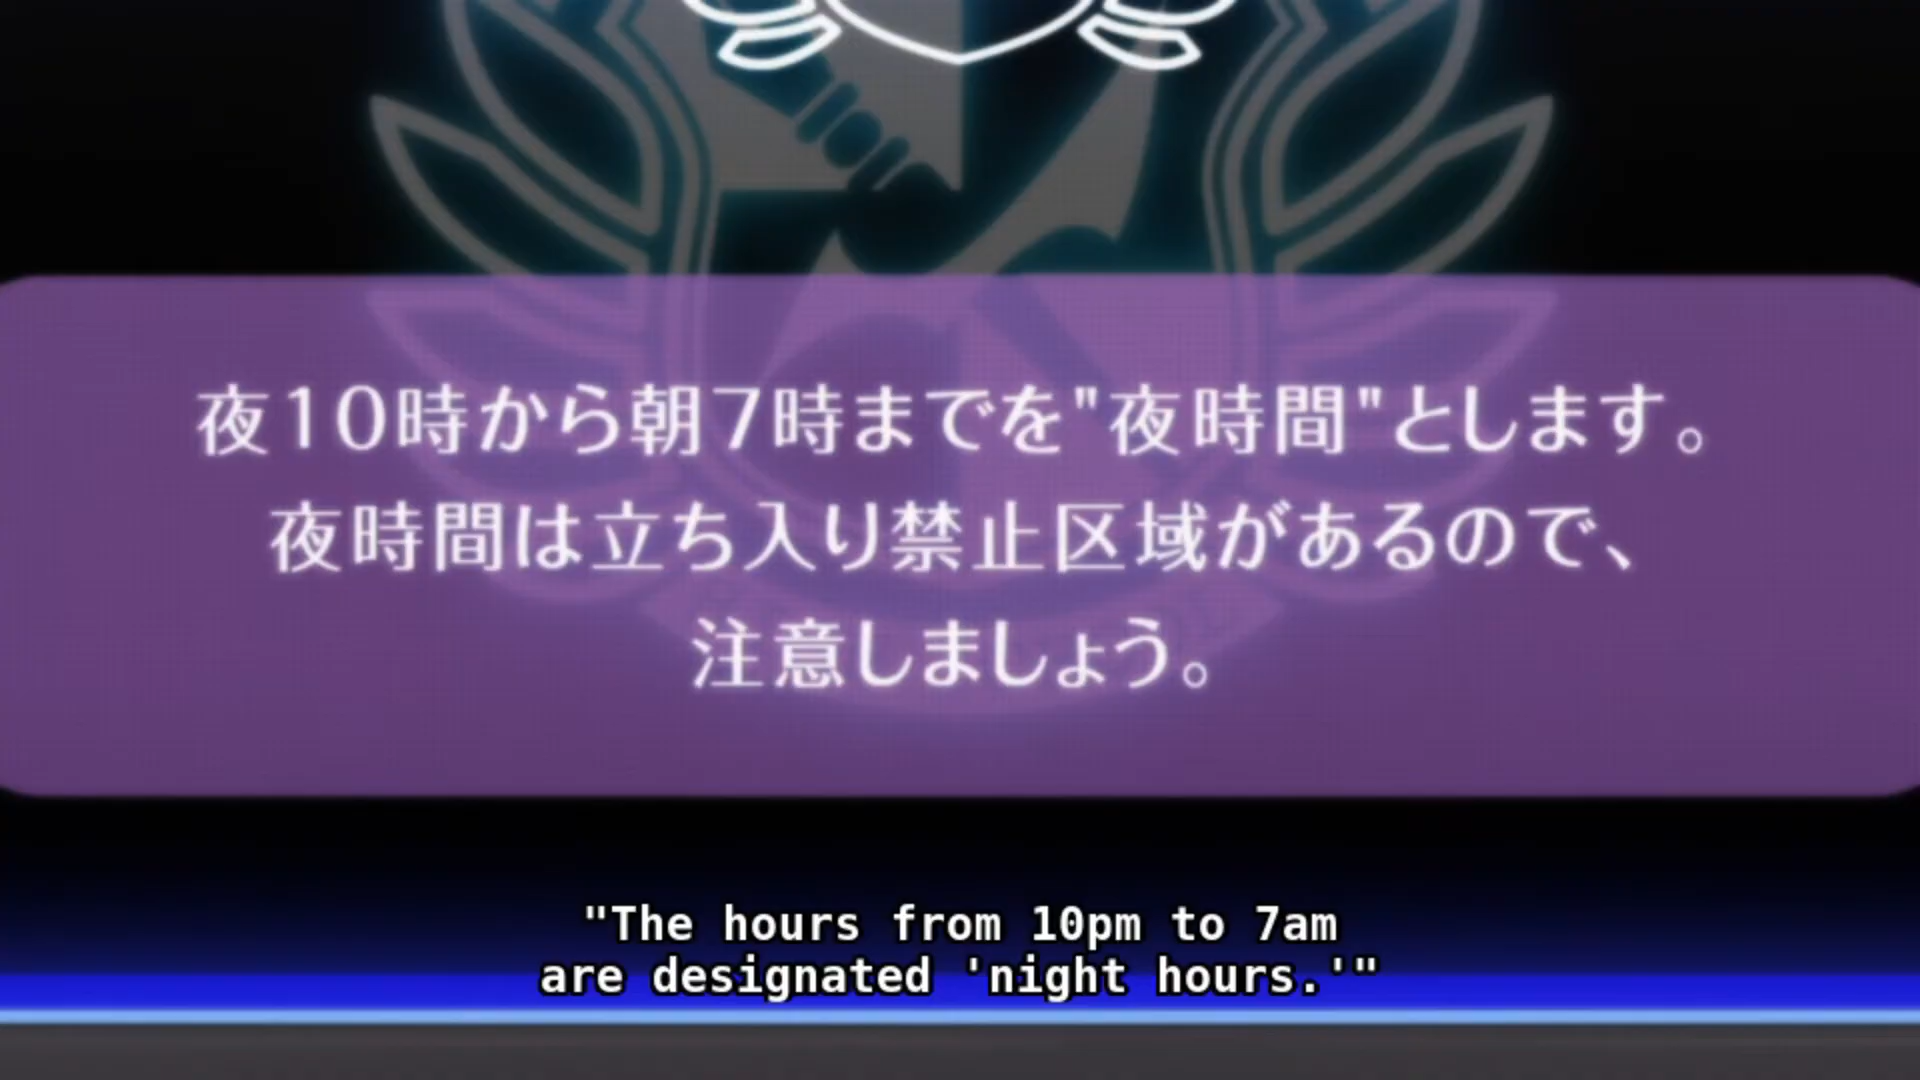 夜10時から朝7時までを"夜時間"とします。
夜時間は立ち入り禁止区域があるので、
注意しましょう。
"The hours from 10pm to 7am
are designated 'night hours.'"